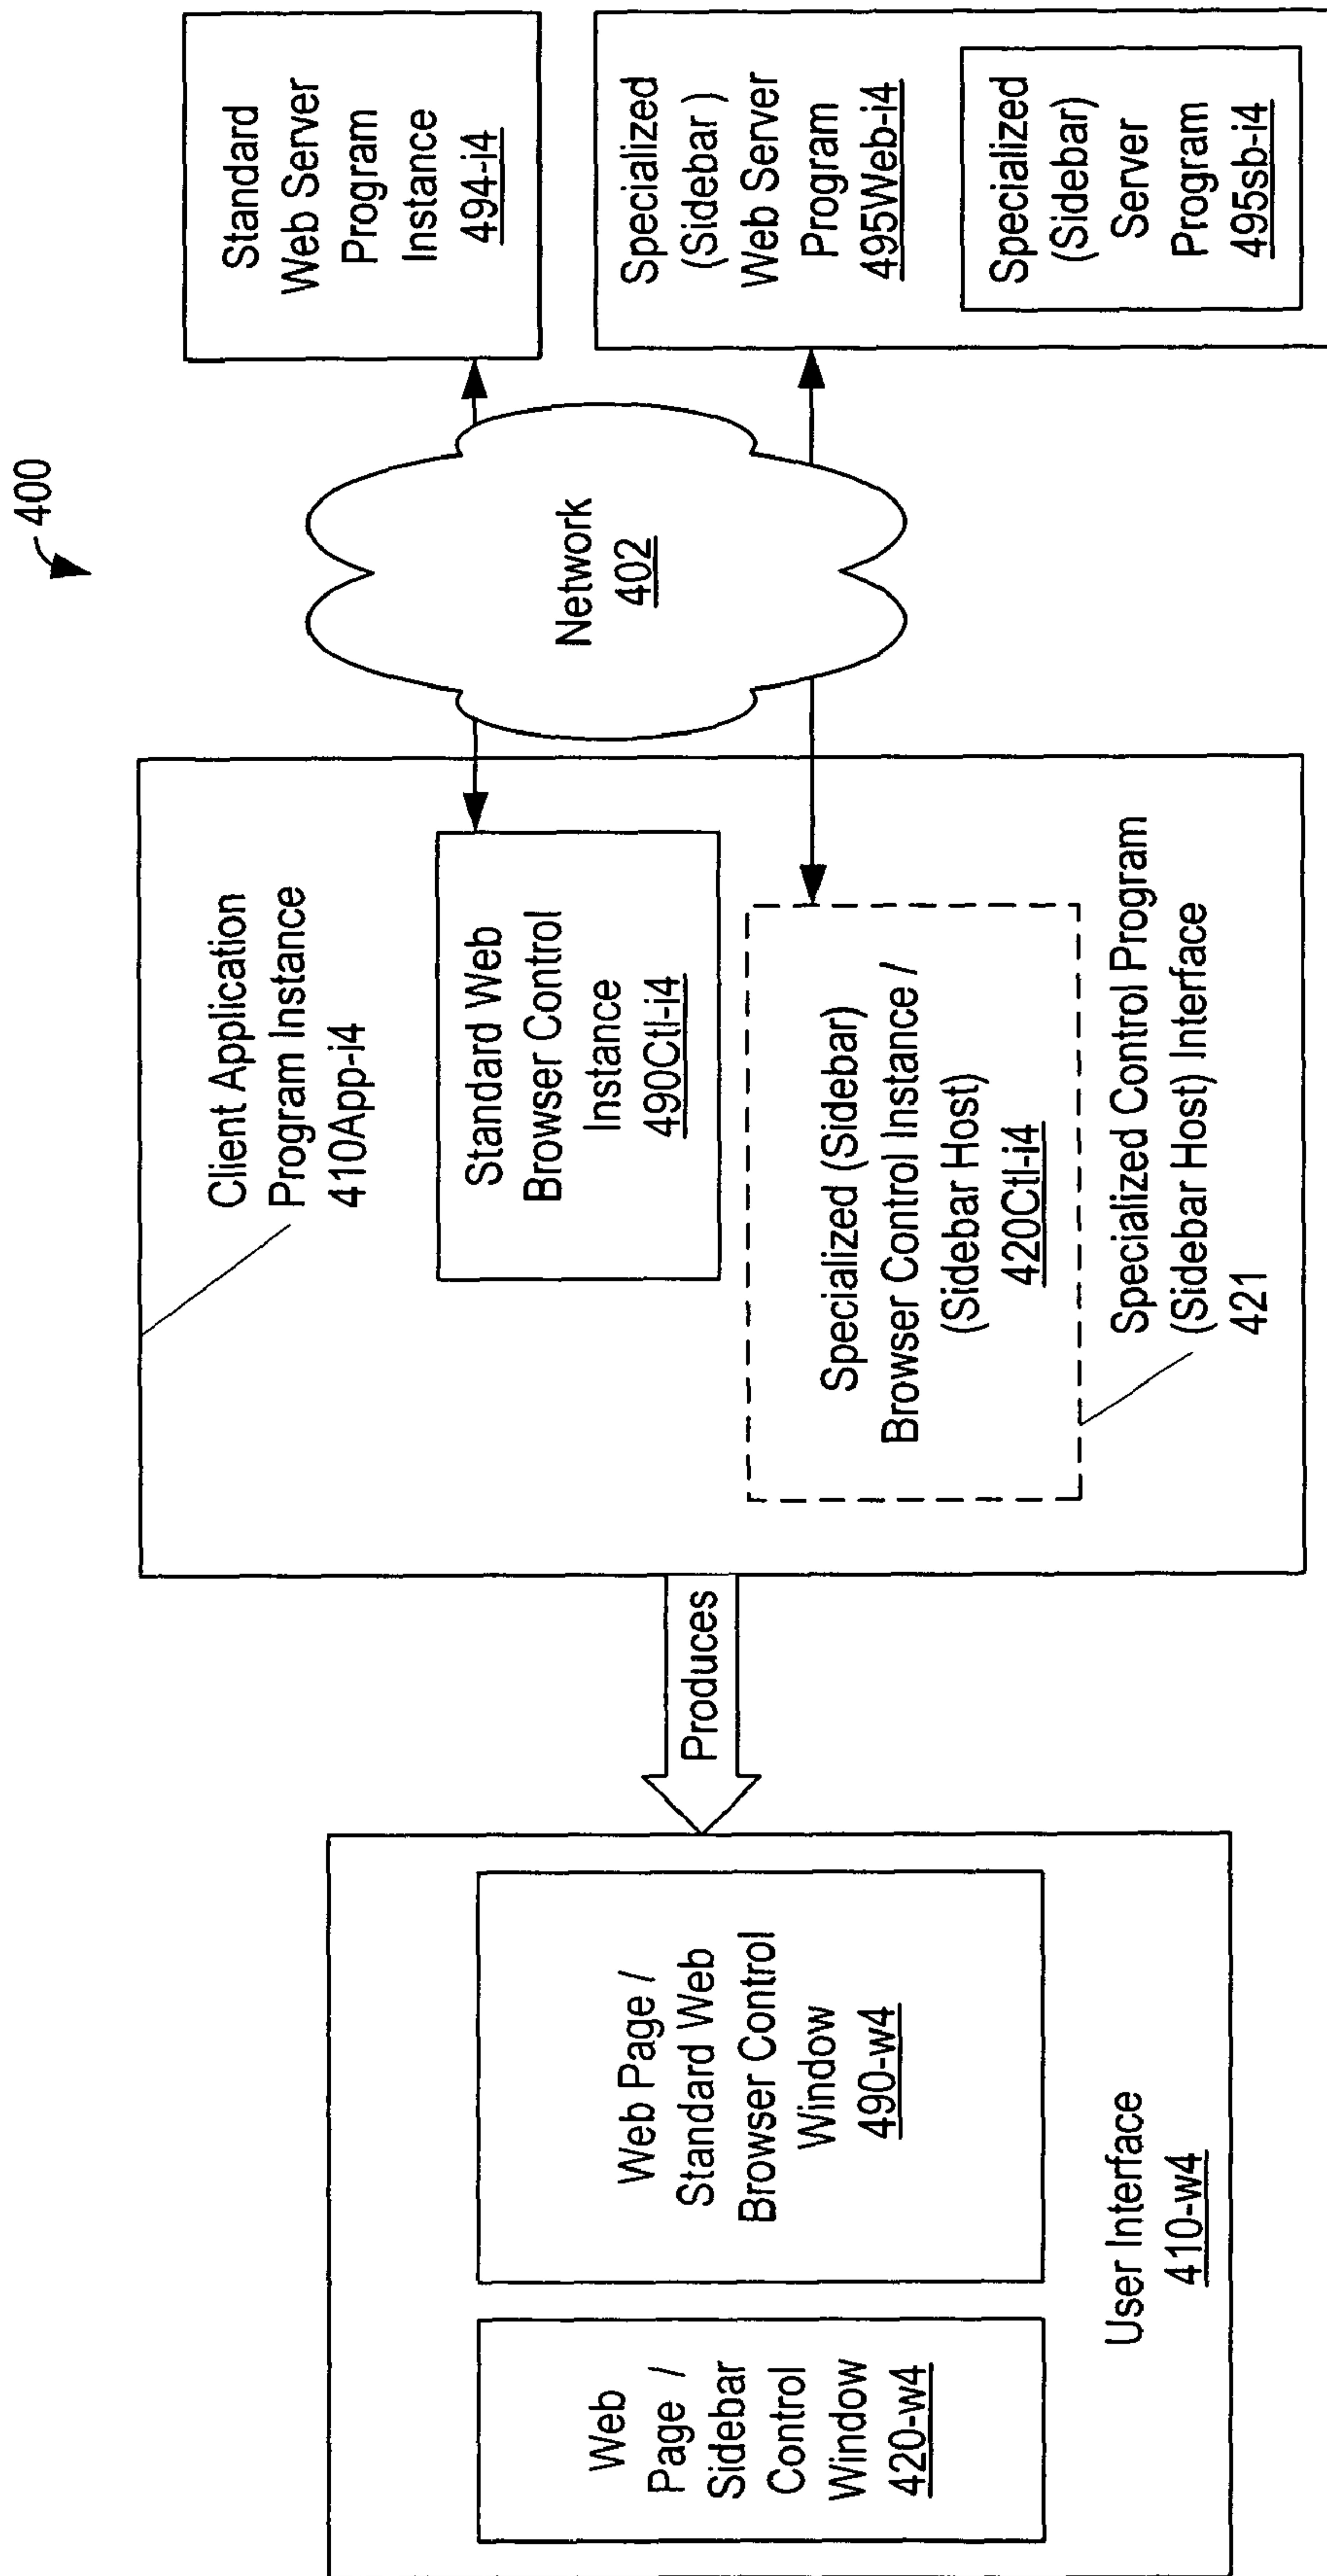 400
Web
Page /
Sidebar
Control
Window
420-w4
Web Page /
Standard Web
Browser Control
Window
490-w4
User Interface
410-w4
Produces
Client Application
Program Instance
410App-i4
Standard Web
Browser Control
Instance
490Ctl-i4
Specialized (Sidebar)
Browser Control Instance /
(Sidebar Host)
420Ctl-i4
Specialized Control Program
(Sidebar Host) Interface
421
Network
402
Standard
Web Server
Program
Instance
494-i4
Specialized
(Sidebar )
Web Server
Program
495Web-i4
Specialized
(Sidebar)
Server
Program
495sb-i4